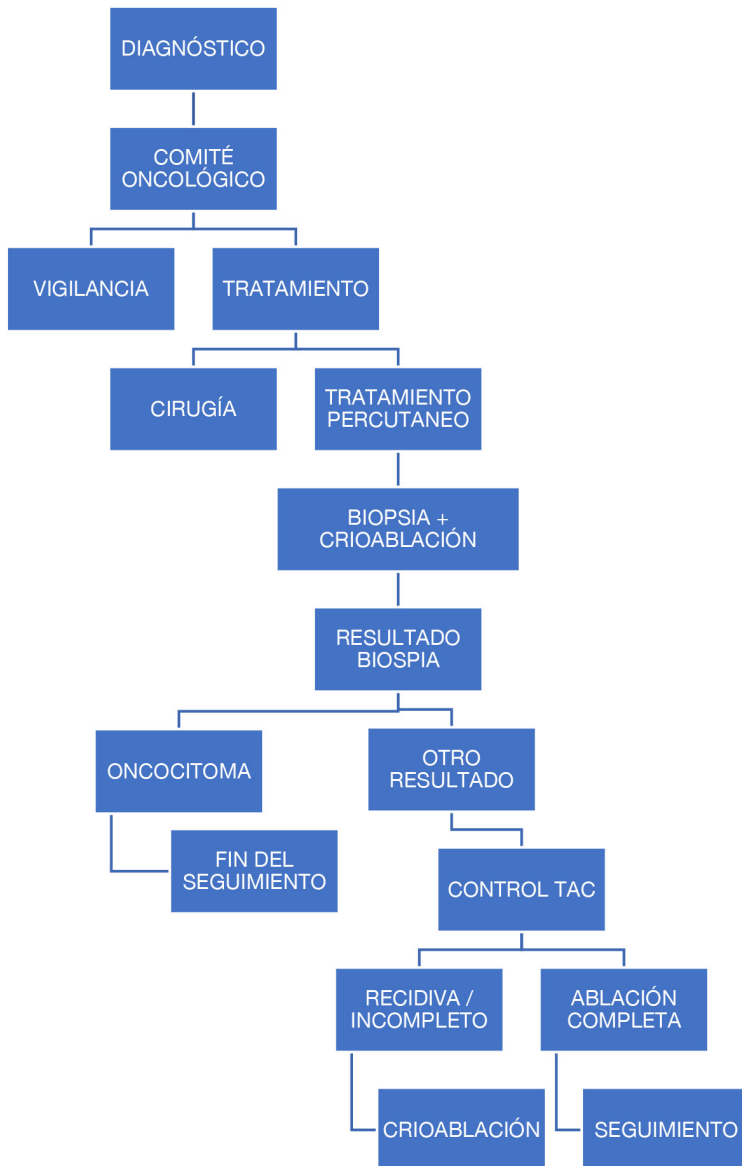 DIAGNÓSTICO
COMITÉ
ONCOLÓGICO
VIGILANCIA
TRATAMIENTO
CIRUGÍA
TRATAMIENTO
PERCUTANEO
BIOPSIA +
CRIOABLACIÓN
RESULTADO
BIOSPIA
ONCOCITOMA
OTRO
RESULTADO
FIN DEL
SEGUIMIENTO
CONTROL TAC
RECIDIVA /
INCOMPLETO
ABLACIÓN
COMPLETA
CRIOABLACIÓN
SEGUIMIENTO